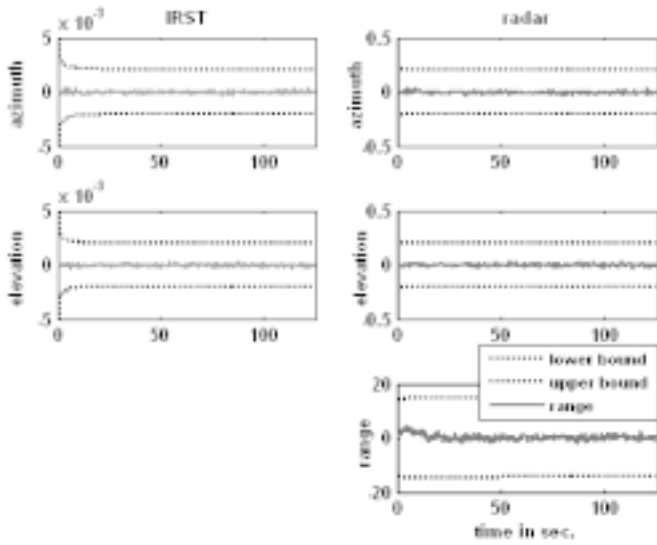 IRST
radar
× 10⁻³
5
0
-5
azimuth
0 50 100
0.5
0
-0.5
azimuth
0 50 100
× 10⁻³
5
0
-5
elevation
0 50 100
0.5
0
-0.5
elevation
0 50 100
lower bound
upper bound
range
20
0
-20
range
0 50 100
time in sec.